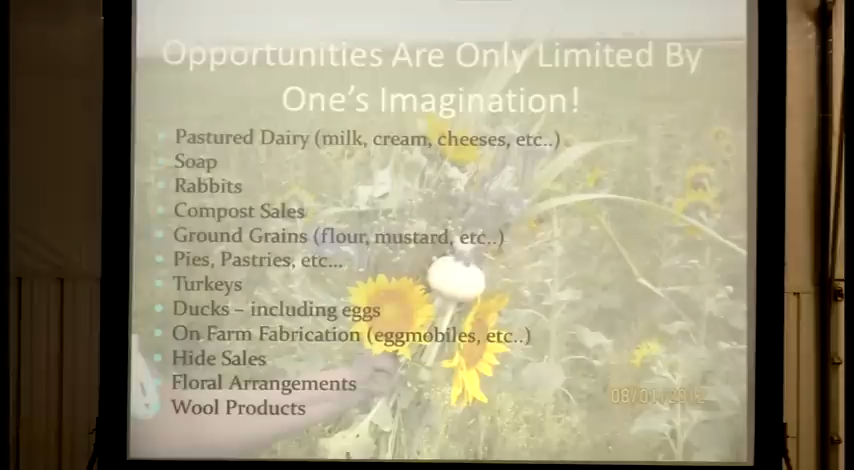 Opportunities Are Only Limited By
One's Imagination!
Pastured Dairy (milk, cream, cheeses, etc..)
Soap
Rabbits
Compost Sales
Ground Grains (flour, mustard, etc..)
Pies, Pastries, etc...
Turkeys
Ducks – including eggs
On Farm Fabrication (eggmobiles, etc..)
Hide Sales
Floral Arrangements
Wool Products